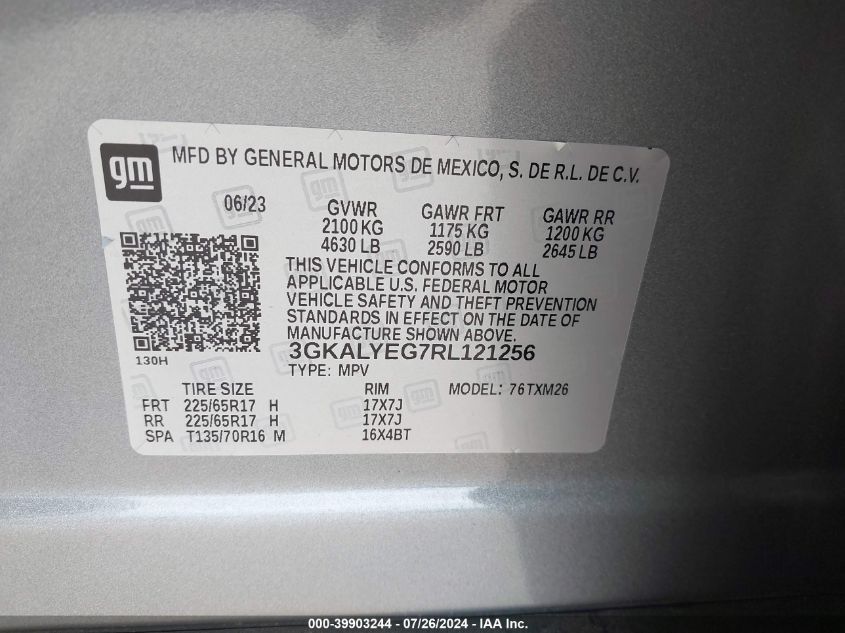 gm MFD BY GENERAL MOTORS DE MEXICO, S. DE R.L. DE C.V.
06/23 GVWR GAWR FRT GAWR RR
2100 KG 1175 KG 1200 KG
4630 LB 2590 LB 2645 LB
THIS VEHICLE CONFORMS TO ALL
APPLICABLE U.S. FEDERAL MOTOR
VEHICLE SAFETY AND THEFT PREVENTION
STANDARDS IN EFFECT ON THE DATE OF
MANUFACTURE SHOWN ABOVE.
130H 3GKALYEG7RL121256
TYPE: MPV
TIRE SIZE RIM MODEL: 76TXM26
FRT 225/65R17 H 17X7J
RR 225/65R17 H 17X7J
SPA T135/70R16 M 16X4BT
000-39903244 - 07/26/2024 - IAA Inc.